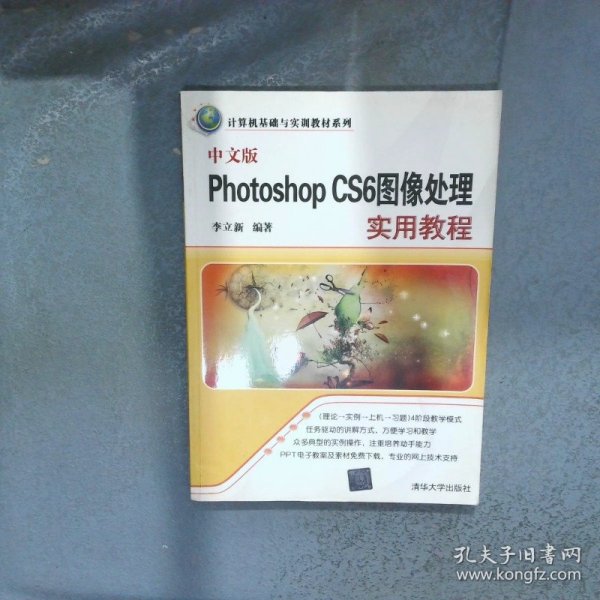 计算机基础与实训教材系列
中文版
Photoshop CS6图像处理
李立新 编著
实用教程
(理论→实例→上机→习题)4阶段教学模式
任务驱动的讲解方式，方便学习和教学
众多典型的实例操作，注重培养动手能力
PPT电子教案及素材免费下载，专业的网上技术支持
清华大学出版社
孔夫子旧书网
www.kongfz.com